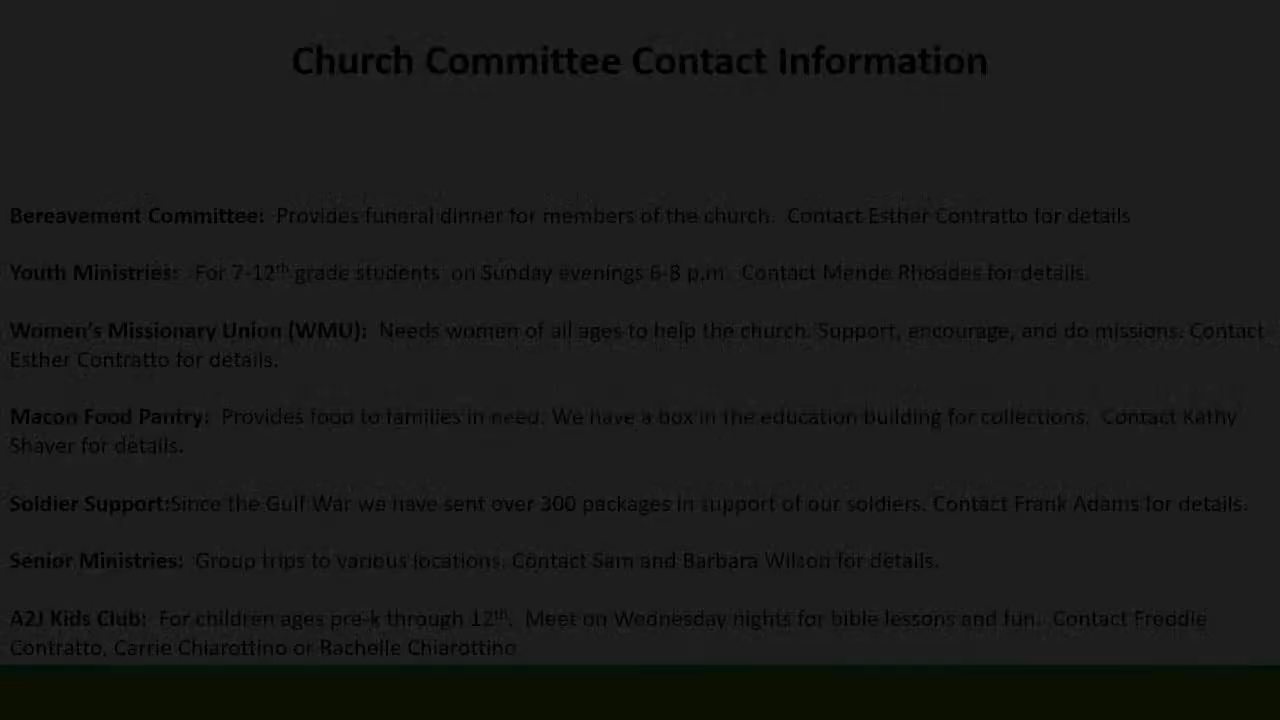 Church Committee Contact Information
Bereavement Committee: Provides funeral dinner for members of the church. Contact Esther Contratto for details
Youth Ministries: For 7-12th grade students on Sunday evenings 6-8 p.m. Contact Mende Rhoades for details.
Women's Missionary Union (WMU): Needs women of all ages to help the church. Support, encourage, and do missions. Contact
Esther Contratto for details.
Macon Food Pantry: Provides food to families in need. We have a box in the education building for collections. Contact Kathy
Shaver for details.
Soldier Support:Since the Gulf War we have sent over 300 packages in support of our soldiers. Contact Frank Adams for details.
Senior Ministries: Group trips to various locations. Contact Sam and Barbara Wilson for details.
A2J Kids Club: For children ages pre-k through 12th. Meet on Wednesday nights for bible lessons and fun. Contact Freddie
Contratto, Carrie Chiarottino or Rachelle Chiarottino